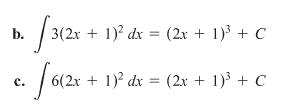 b. ∫ 3(2x + 1)² dx = (2x + 1)³ + C
c. ∫ 6(2x + 1)² dx = (2x + 1)³ + C